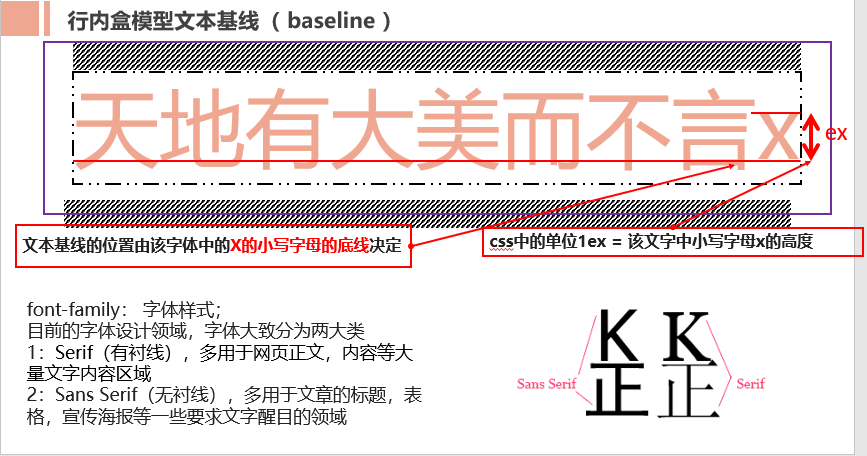 行内盒模型文本基线 （ baseline ）
天地有大美而不言x
ex
文本基线的位置由该字体中的X的小写字母的底线决定
css中的单位1ex = 该文字中小写字母x的高度
font-family： 字体样式；
目前的字体设计领域，字体大致分为两大类
1：Serif（有衬线），多用于网页正文，内容等大
量文字内容区域
2：Sans Serif（无衬线），多用于文章的标题，表
格，宣传海报等一些要求文字醒目的领域
K K
Sans Serif 正 正 Serif